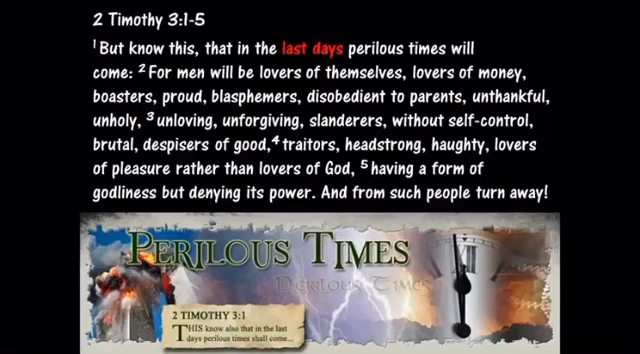 2 Timothy 3:1-5
1 But know this, that in the last days perilous times will
come: 2 For men will be lovers of themselves, lovers of money,
boasters, proud, blasphemers, disobedient to parents, unthankful,
unholy, 3 unloving, unforgiving, slanderers, without self-control,
brutal, despisers of good, 4 traitors, headstrong, haughty, lovers
of pleasure rather than lovers of God, 5 having a form of
godliness but denying its power. And from such people turn away!
PERILOUS TIMES
PERILOUS TIMES
2 TIMOTHY 3:1
THIS know also that in the last
days perilous times shall come...